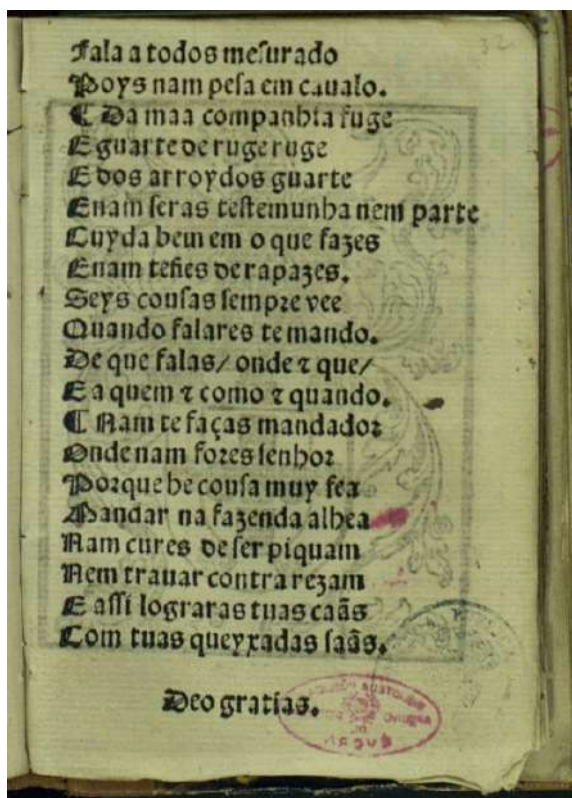 32
Fala a todos meſurado
Poys nam peſa em caualo.
¶ Da maa companhia fuge
E guarte de ruge ruge
E dos arroydos guarte
E nam ſeras teſtemunha nem parte
Cuyda bem em o que fazes
E nam tefies de rapazes.
Seys couſas ſempre vee
Quando falares te mando.
De que falas/ onde ⁊ que/
E a quem ⁊ como ⁊ quando.
¶ Nam te faças mandador
Onde nam fores ſenhor
Porque he couſa muy fea
Mandar na fazenda alhea
Nam cures de ſer piquam
Nem trauar contra rezam
E aſſi lograras tuas caãs
Com tuas queyxadas ſaãs.
Deo gratias.